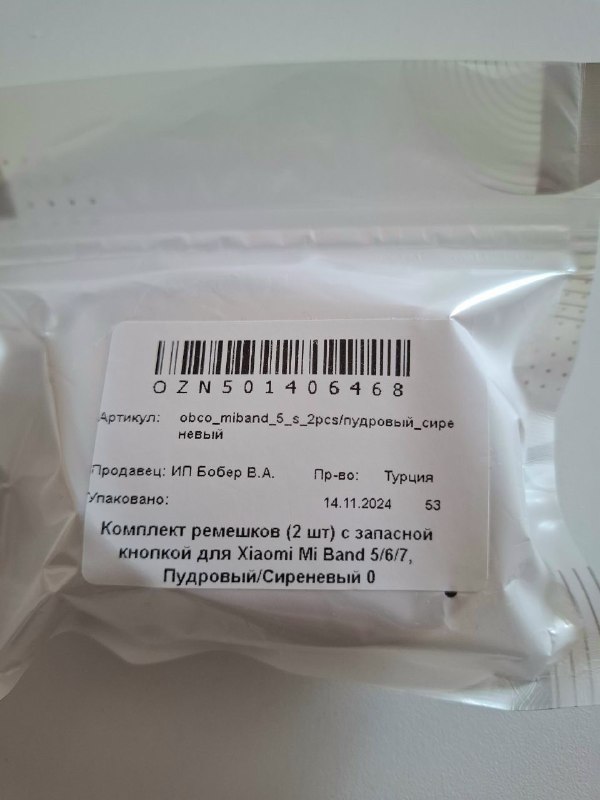 OZN501406468
Артикул: obco_miband_5_s_2pcs/пудровый_сире
невый
Продавец: ИП Бобер В.А. Пр-во: Турция
Упаковано: 14.11.2024 53
Комплект ремешков (2 шт) с запасной
кнопкой для Xiaomi Mi Band 5/6/7,
Пудровый/Сиреневый 0